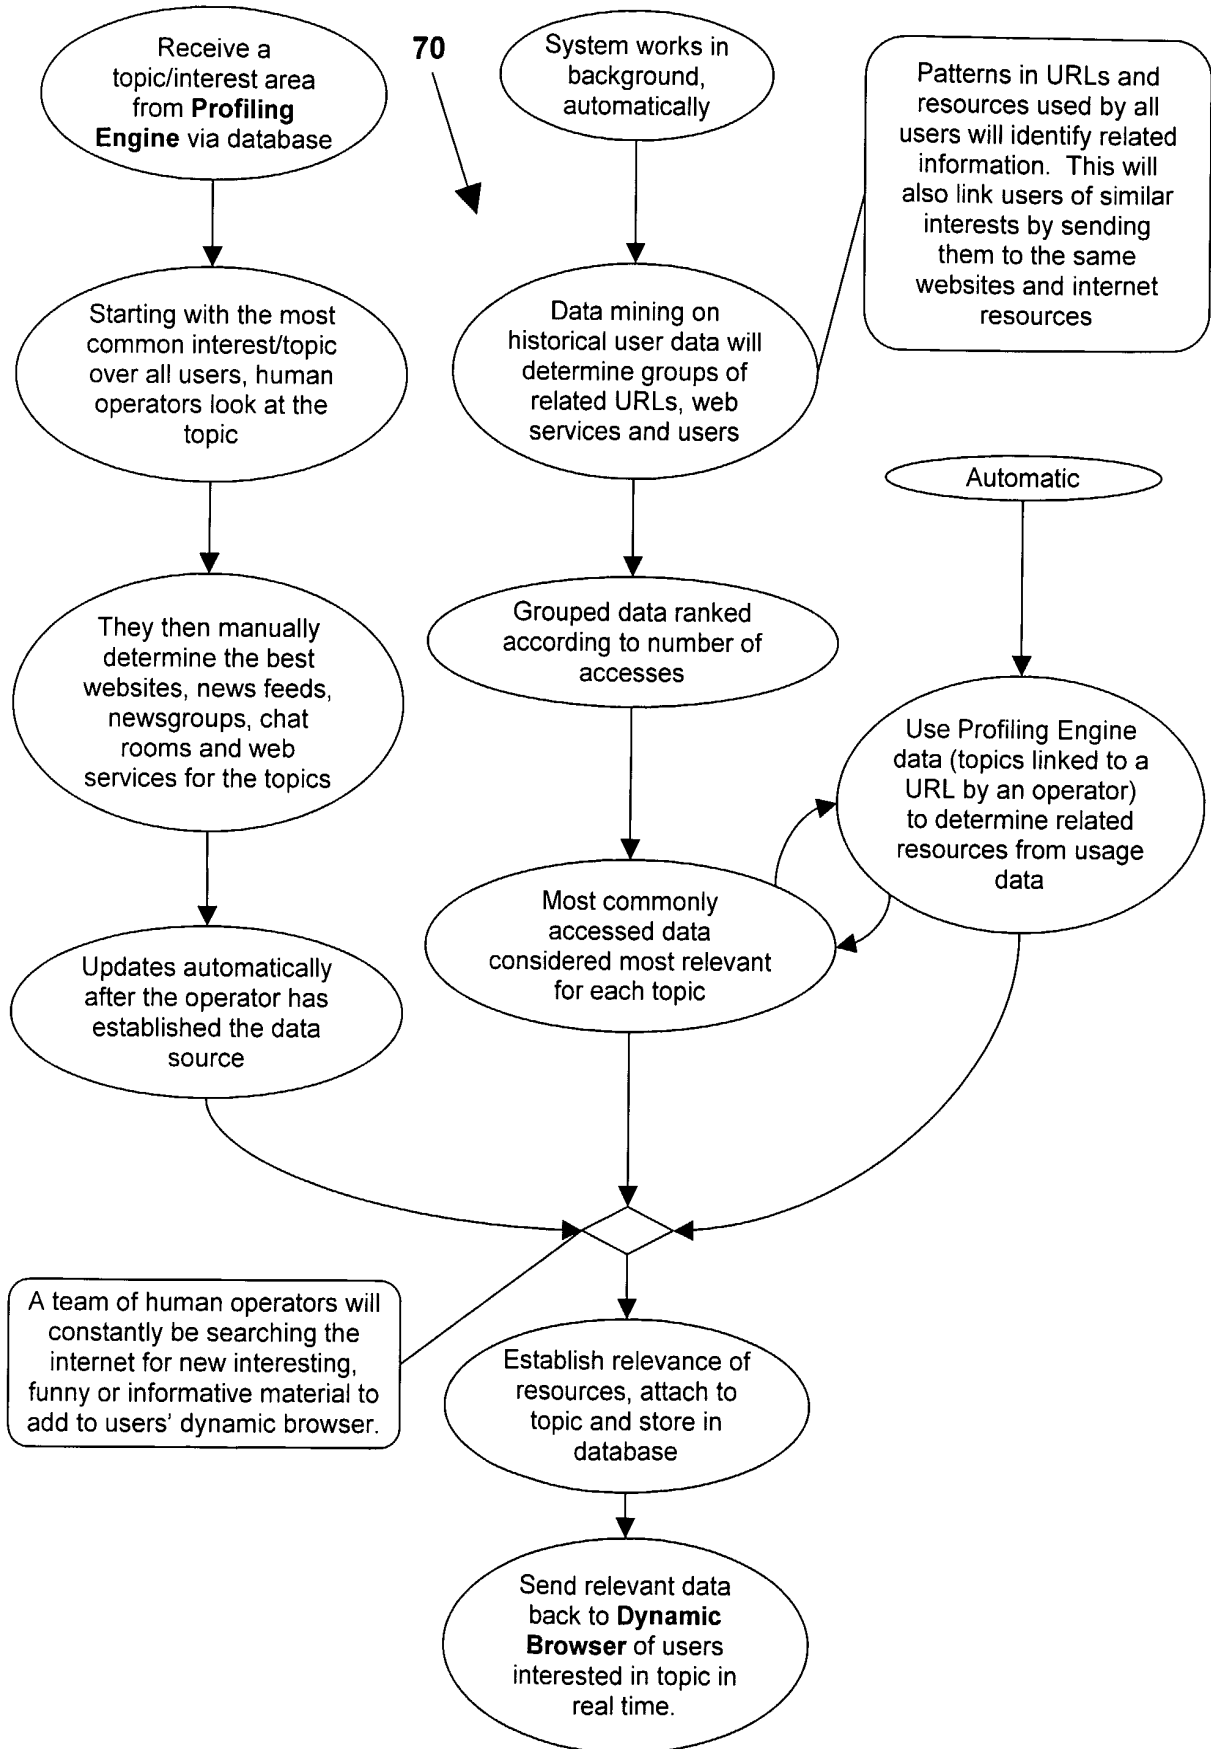 Receive a
topic/interest area
from Profiling
Engine via database
70
System works in
background,
automatically
Patterns in URLs and
resources used by all
users will identify related
information. This will
also link users of similar
interests by sending
them to the same
websites and internet
resources
Starting with the most
common interest/topic
over all users, human
operators look at the
topic
Data mining on
historical user data will
determine groups of
related URLs, web
services and users
Automatic
They then manually
determine the best
websites, news feeds,
newsgroups, chat
rooms and web
services for the topics
Grouped data ranked
according to number of
accesses
Use Profiling Engine
data (topics linked to a
URL by an operator)
to determine related
resources from usage
data
Updates automatically
after the operator has
established the data
source
Most commonly
accessed data
considered most relevant
for each topic
A team of human operators will
constantly be searching the
internet for new interesting,
funny or informative material to
add to users' dynamic browser.
Establish relevance of
resources, attach to
topic and store in
database
Send relevant data
back to Dynamic
Browser of users
interested in topic in
real time.